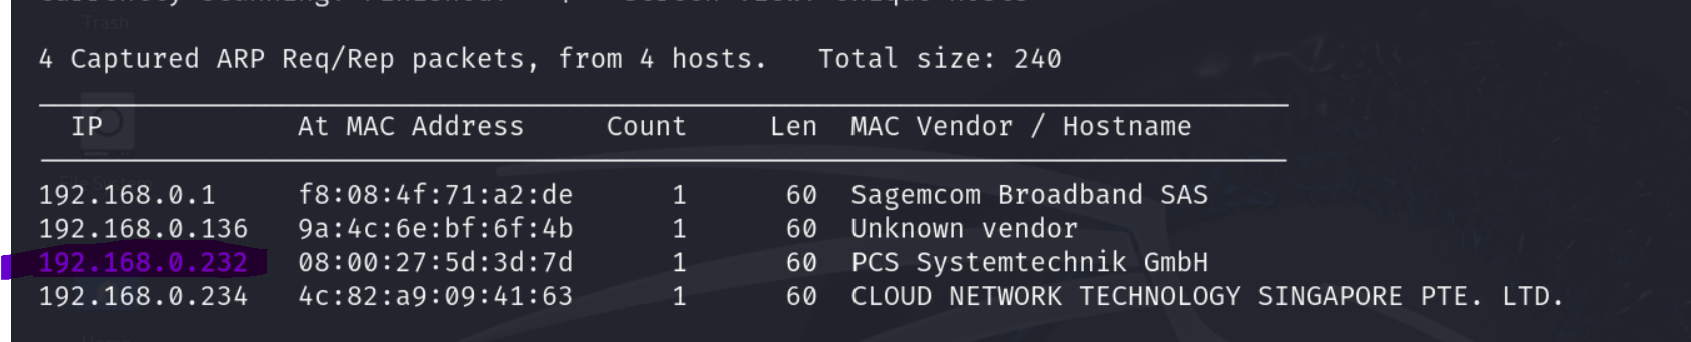 Trash
4 Captured ARP Req/Rep packets, from 4 hosts.   Total size: 240
IP            At MAC Address     Count     Len  MAC Vendor / Hostname
192.168.0.1     f8:08:4f:71:a2:de      1      60  Sagemcom Broadband SAS
192.168.0.136   9a:4c:6e:bf:6f:4b      1      60  Unknown vendor
192.168.0.232   08:00:27:5d:3d:7d      1      60  PCS Systemtechnik GmbH
192.168.0.234   4c:82:a9:09:41:63      1      60  CLOUD NETWORK TECHNOLOGY SINGAPORE PTE. LTD.